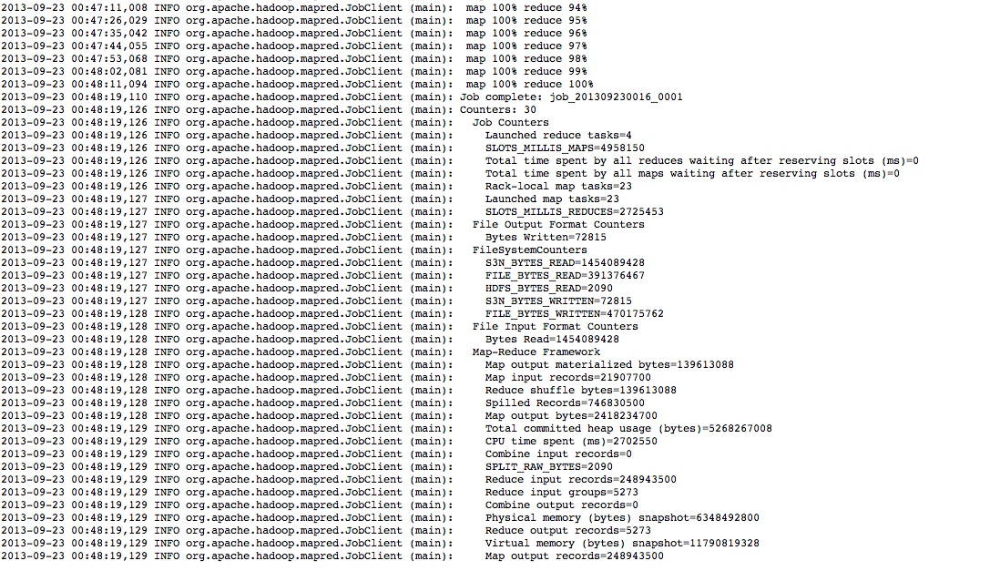 2013-09-23 00:47:11,008 INFO org.apache.hadoop.mapred.JobClient (main):  map 100% reduce 94%
2013-09-23 00:47:26,029 INFO org.apache.hadoop.mapred.JobClient (main):  map 100% reduce 95%
2013-09-23 00:47:35,042 INFO org.apache.hadoop.mapred.JobClient (main):  map 100% reduce 96%
2013-09-23 00:47:44,055 INFO org.apache.hadoop.mapred.JobClient (main):  map 100% reduce 97%
2013-09-23 00:47:53,068 INFO org.apache.hadoop.mapred.JobClient (main):  map 100% reduce 98%
2013-09-23 00:48:02,081 INFO org.apache.hadoop.mapred.JobClient (main):  map 100% reduce 99%
2013-09-23 00:48:11,094 INFO org.apache.hadoop.mapred.JobClient (main):  map 100% reduce 100%
2013-09-23 00:48:19,110 INFO org.apache.hadoop.mapred.JobClient (main): Job complete: job_201309230016_0001
2013-09-23 00:48:19,126 INFO org.apache.hadoop.mapred.JobClient (main): Counters: 30
2013-09-23 00:48:19,126 INFO org.apache.hadoop.mapred.JobClient (main):   Job Counters
2013-09-23 00:48:19,126 INFO org.apache.hadoop.mapred.JobClient (main):     Launched reduce tasks=4
2013-09-23 00:48:19,126 INFO org.apache.hadoop.mapred.JobClient (main):     SLOTS_MILLIS_MAPS=4958150
2013-09-23 00:48:19,126 INFO org.apache.hadoop.mapred.JobClient (main):     Total time spent by all reduces waiting after reserving slots (ms)=0
2013-09-23 00:48:19,126 INFO org.apache.hadoop.mapred.JobClient (main):     Total time spent by all maps waiting after reserving slots (ms)=0
2013-09-23 00:48:19,126 INFO org.apache.hadoop.mapred.JobClient (main):     Rack-local map tasks=23
2013-09-23 00:48:19,127 INFO org.apache.hadoop.mapred.JobClient (main):     Launched map tasks=23
2013-09-23 00:48:19,127 INFO org.apache.hadoop.mapred.JobClient (main):     SLOTS_MILLIS_REDUCES=2725453
2013-09-23 00:48:19,127 INFO org.apache.hadoop.mapred.JobClient (main):   File Output Format Counters
2013-09-23 00:48:19,127 INFO org.apache.hadoop.mapred.JobClient (main):     Bytes Written=72815
2013-09-23 00:48:19,127 INFO org.apache.hadoop.mapred.JobClient (main):   FileSystemCounters
2013-09-23 00:48:19,127 INFO org.apache.hadoop.mapred.JobClient (main):     S3N_BYTES_READ=1454089428
2013-09-23 00:48:19,127 INFO org.apache.hadoop.mapred.JobClient (main):     FILE_BYTES_READ=391376467
2013-09-23 00:48:19,127 INFO org.apache.hadoop.mapred.JobClient (main):     HDFS_BYTES_READ=2090
2013-09-23 00:48:19,127 INFO org.apache.hadoop.mapred.JobClient (main):     S3N_BYTES_WRITTEN=72815
2013-09-23 00:48:19,128 INFO org.apache.hadoop.mapred.JobClient (main):     FILE_BYTES_WRITTEN=470175762
2013-09-23 00:48:19,128 INFO org.apache.hadoop.mapred.JobClient (main):   File Input Format Counters
2013-09-23 00:48:19,128 INFO org.apache.hadoop.mapred.JobClient (main):     Bytes Read=1454089428
2013-09-23 00:48:19,128 INFO org.apache.hadoop.mapred.JobClient (main):   Map-Reduce Framework
2013-09-23 00:48:19,128 INFO org.apache.hadoop.mapred.JobClient (main):     Map output materialized bytes=139613088
2013-09-23 00:48:19,128 INFO org.apache.hadoop.mapred.JobClient (main):     Map input records=21907700
2013-09-23 00:48:19,128 INFO org.apache.hadoop.mapred.JobClient (main):     Reduce shuffle bytes=139613088
2013-09-23 00:48:19,128 INFO org.apache.hadoop.mapred.JobClient (main):     Spilled Records=746830500
2013-09-23 00:48:19,128 INFO org.apache.hadoop.mapred.JobClient (main):     Map output bytes=2418234700
2013-09-23 00:48:19,129 INFO org.apache.hadoop.mapred.JobClient (main):     Total committed heap usage (bytes)=5268267008
2013-09-23 00:48:19,129 INFO org.apache.hadoop.mapred.JobClient (main):     CPU time spent (ms)=2702550
2013-09-23 00:48:19,129 INFO org.apache.hadoop.mapred.JobClient (main):     Combine input records=0
2013-09-23 00:48:19,129 INFO org.apache.hadoop.mapred.JobClient (main):     SPLIT_RAW_BYTES=2090
2013-09-23 00:48:19,129 INFO org.apache.hadoop.mapred.JobClient (main):     Reduce input records=248943500
2013-09-23 00:48:19,129 INFO org.apache.hadoop.mapred.JobClient (main):     Reduce input groups=5273
2013-09-23 00:48:19,129 INFO org.apache.hadoop.mapred.JobClient (main):     Combine output records=0
2013-09-23 00:48:19,129 INFO org.apache.hadoop.mapred.JobClient (main):     Physical memory (bytes) snapshot=6348492800
2013-09-23 00:48:19,129 INFO org.apache.hadoop.mapred.JobClient (main):     Reduce output records=5273
2013-09-23 00:48:19,129 INFO org.apache.hadoop.mapred.JobClient (main):     Virtual memory (bytes) snapshot=11790819328
2013-09-23 00:48:19,129 INFO org.apache.hadoop.mapred.JobClient (main):     Map output records=248943500